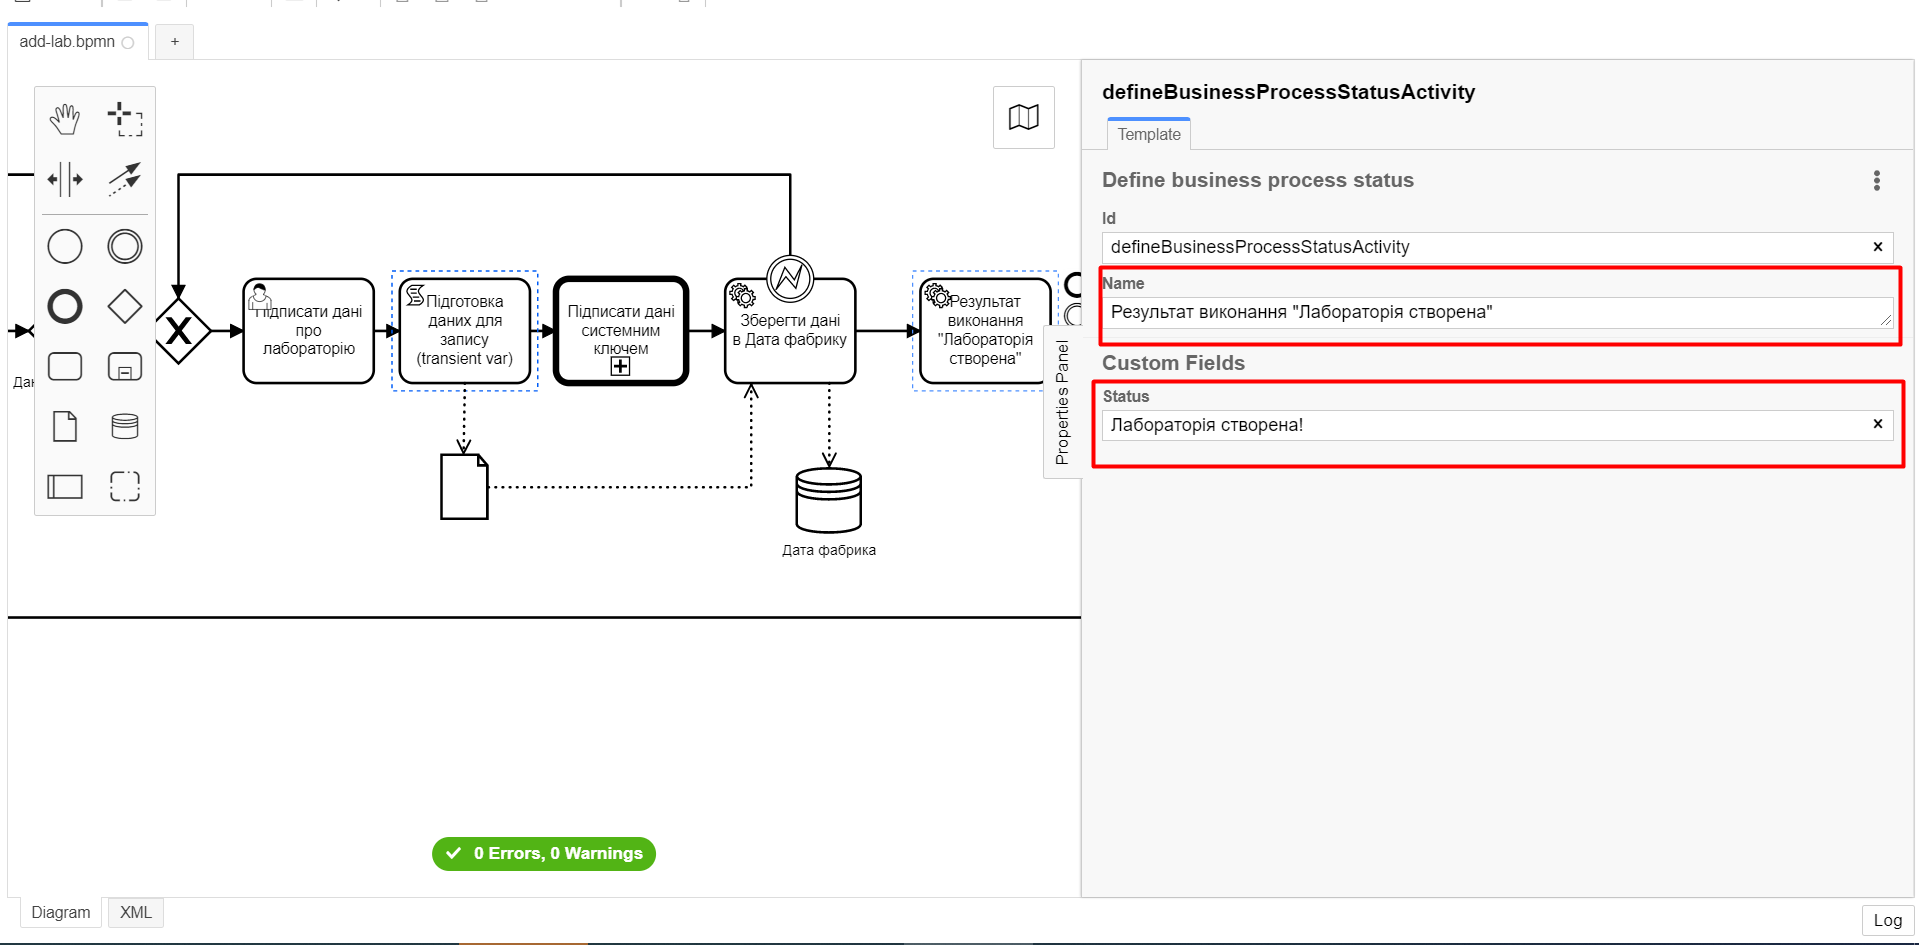 add-lab.bpmn
+
defineBusinessProcessStatusActivity
Template
Define business process status
Id
defineBusinessProcessStatusActivity
Name
Результат виконання "Лабораторія створена"
Custom Fields
Status
Лабораторія створена!
Properties Panel
Підписати дані
про
лабораторію
Підготовка
даних для
запису
(transient var)
Підписати дані
системним
ключем
Зберегти дані
в Дата фабрику
Результат
виконання
"Лабораторія
створена"
Дата фабрика
0 Errors, 0 Warnings
Diagram
XML
Log